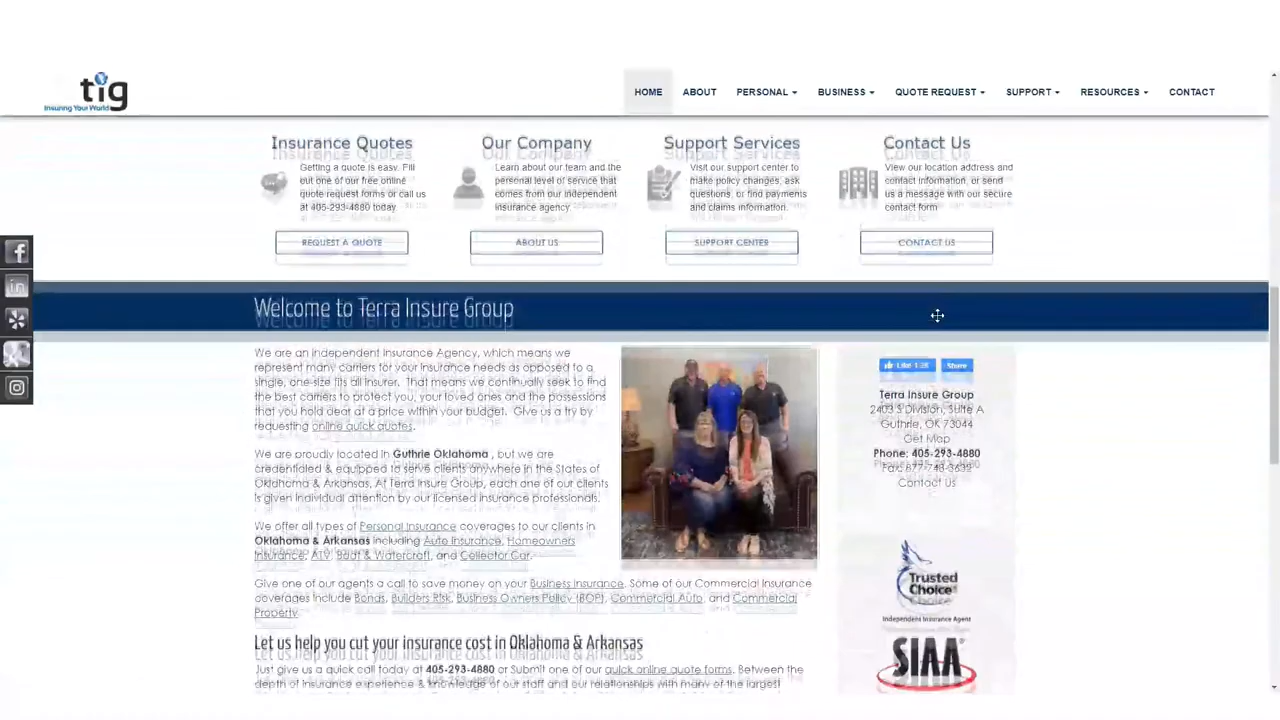 tig
Insuring Your World
HOME ABOUT PERSONAL BUSINESS QUOTE REQUEST SUPPORT RESOURCES CONTACT
Insurance Quotes
Getting a quote is easy. Fill
out one of our free online
quote request forms or call us
at 405-293-4880 today.
REQUEST A QUOTE
Our Company
Learn about our team and the
personal level of service that
comes from our independent
insurance agency.
ABOUT US
Support Services
Visit our support center to
make policy changes, ask
questions, or find payments
and claims information.
SUPPORT CENTER
Contact Us
View our location address and
contact information, or send
us a message with our secure
contact form
CONTACT US
Welcome to Terra Insure Group
We are an Independent Insurance Agency, which means we
represent many carriers for your insurance needs as opposed to a
single, one-size fits all insurer. That means we continually seek to find
the best carriers to protect you, your loved ones and the possessions
that you hold dear at a price within your budget. Give us a try by
requesting online quick quotes.
We are proudly located in Guthrie Oklahoma , but we are
credentialed & equipped to serve clients anywhere in the States of
Oklahoma & Arkansas. At Terra Insure Group, each one of our clients
is given individual attention by our licensed insurance professionals.
We offer all types of Personal Insurance coverages to our clients in
Oklahoma & Arkansas including Auto Insurance, Homeowners
Insurance, ATV, Boat & Watercraft, and Collector Car.
Give one of our agents a call to save money on your Business Insurance. Some of our Commercial Insurance
coverages include Bonds, Builders Risk, Business Owners Policy (BOP), Commercial Auto, and Commercial
Property.
Let us help you cut your insurance cost in Oklahoma & Arkansas
Just give us a quick call today at 405-293-4880 or Submit one of our quick online quote forms. Between the
depth of insurance experience & knowledge of our staff and our relationships with many of the largest
Like Share
Terra Insure Group
2403 S Division, Suite A
Guthrie, OK 73044
Get Map
Phone: 405-293-4880
Contact Us
Trusted
Choice
Independent Insurance Agent
SIAA